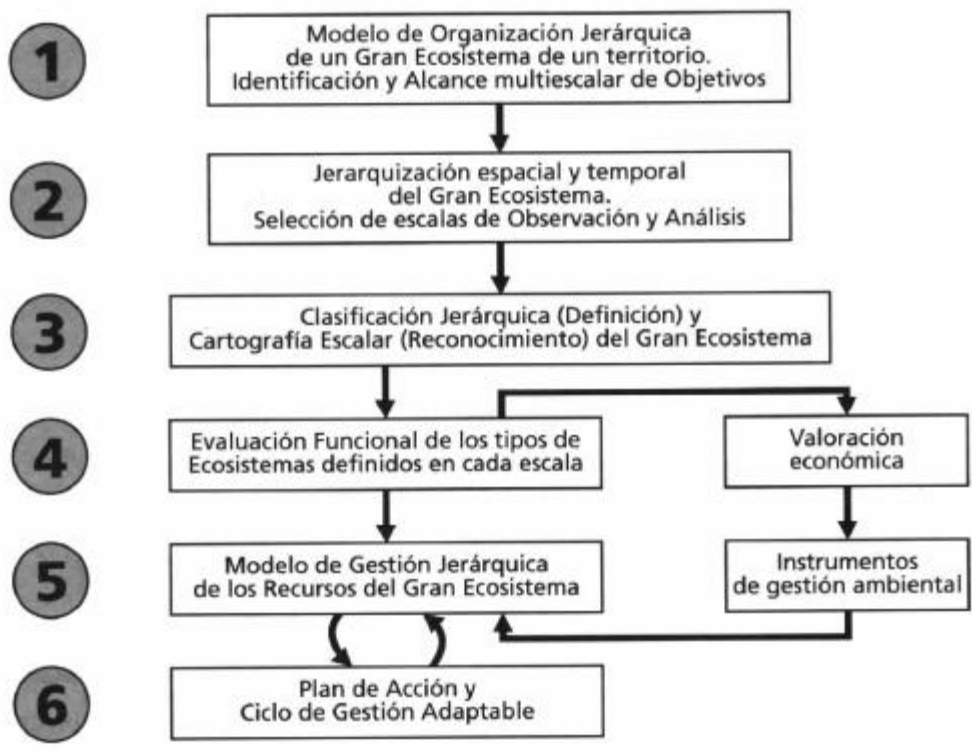 1
Modelo de Organización Jerárquica
de un Gran Ecosistema de un territorio.
Identificación y Alcance multiescalar de Objetivos
2
Jerarquización espacial y temporal
del Gran Ecosistema.
Selección de escalas de Observación y Análisis
3
Clasificación Jerárquica (Definición) y
Cartografía Escalar (Reconocimiento) del Gran Ecosistema
4
Evaluación Funcional de los tipos de
Ecosistemas definidos en cada escala
Valoración
económica
5
Modelo de Gestión Jerárquica
de los Recursos del Gran Ecosistema
Instrumentos
de gestión ambiental
6
Plan de Acción y
Ciclo de Gestión Adaptable